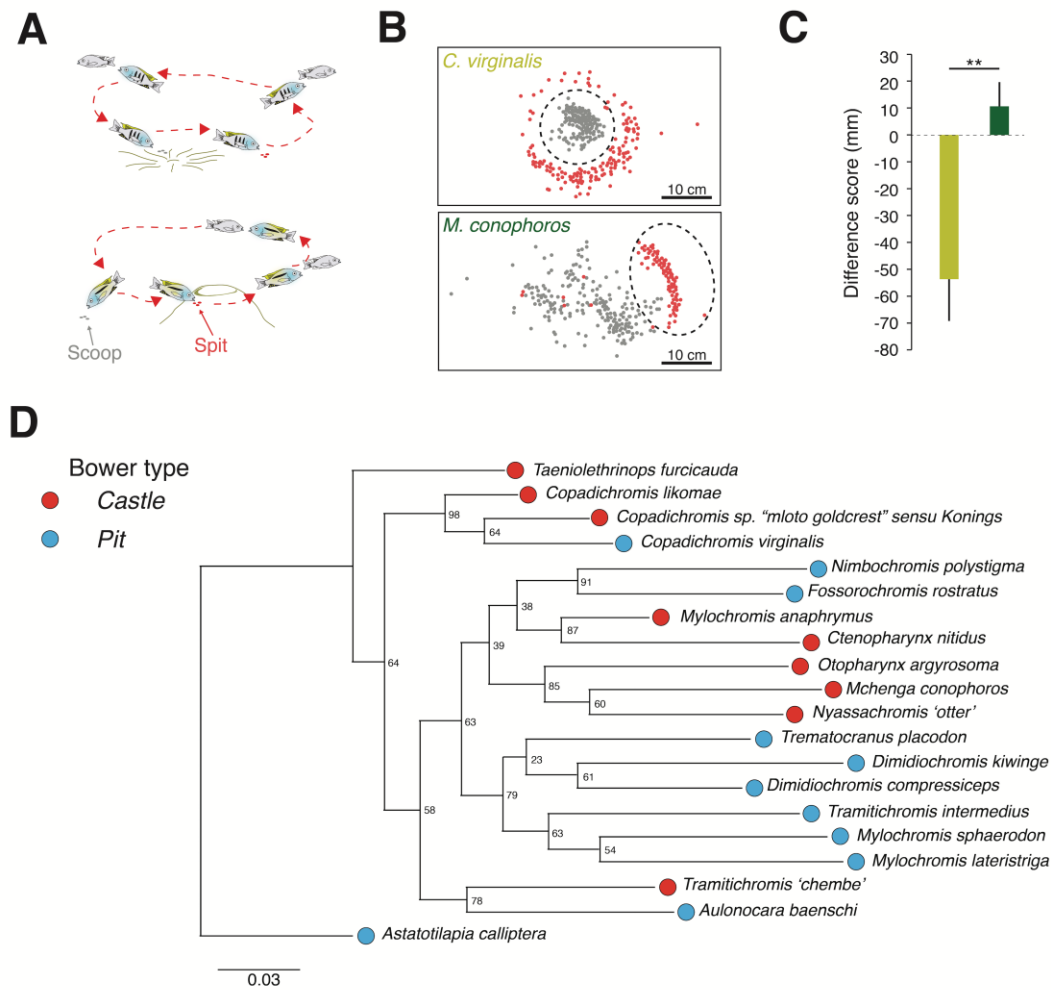 A
Scoop
Spit
B
C. virginalis
10 cm
M. conophoros
10 cm
C
**
Difference score (mm)
30
20
10
0
-10
-20
-30
-40
-50
-60
-70
-80
D
Bower type
Castle
Pit
Taeniolethrinops furcicauda
Copadichromis likomae
98
Copadichromis sp. “mloto goldcrest” sensu Konings
64
Copadichromis virginalis
Nimbochromis polystigma
91
Fossorochromis rostratus
38
Mylochromis anaphrymus
87
Ctenopharynx nitidus
39
64
Otopharynx argyrosoma
85
Mchenga conophoros
60
Nyassachromis ‘otter’
63
Trematocranus placodon
23
Dimidiochromis kiwinge
61
Dimidiochromis compressiceps
79
58
Tramitichromis intermedius
63
Mylochromis sphaerodon
54
Mylochromis lateristriga
Tramitichromis ‘chembe’
78
Aulonocara baenschi
Astatotilapia calliptera
0.03